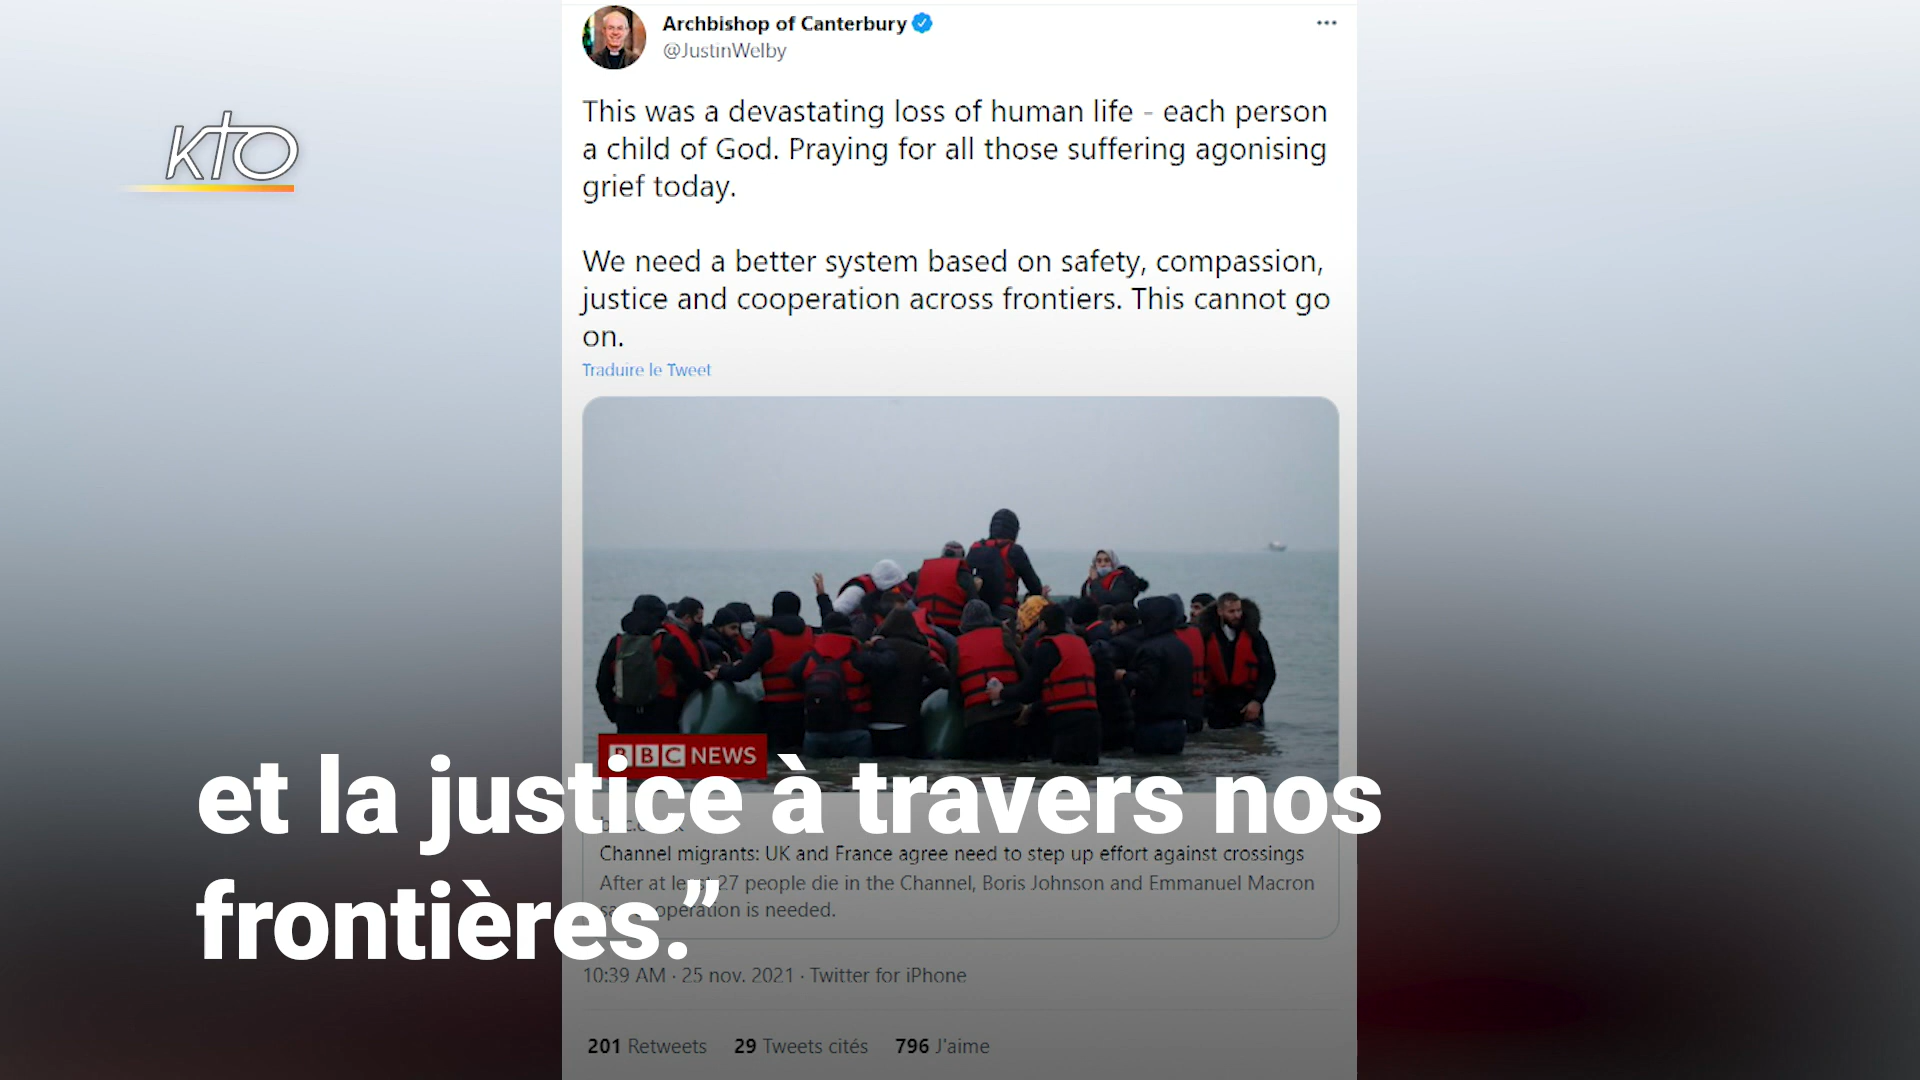 Archbishop of Canterbury
@JustinWelby
KTO
This was a devastating loss of human life - each person
a child of God. Praying for all those suffering agonising
grief today.
We need a better system based on safety, compassion,
justice and cooperation across frontiers. This cannot go
on.
Traduire le Tweet
BBC NEWS
et la justice à travers nos
frontières.”
Channel migrants: UK and France agree need to step up effort against crossings
After at least 27 people die in the Channel, Boris Johnson and Emmanuel Macron
cooperation is needed.
10:39 AM · 25 nov. 2021 · Twitter for iPhone
201 Retweets 29 Tweets cités 796 J'aime